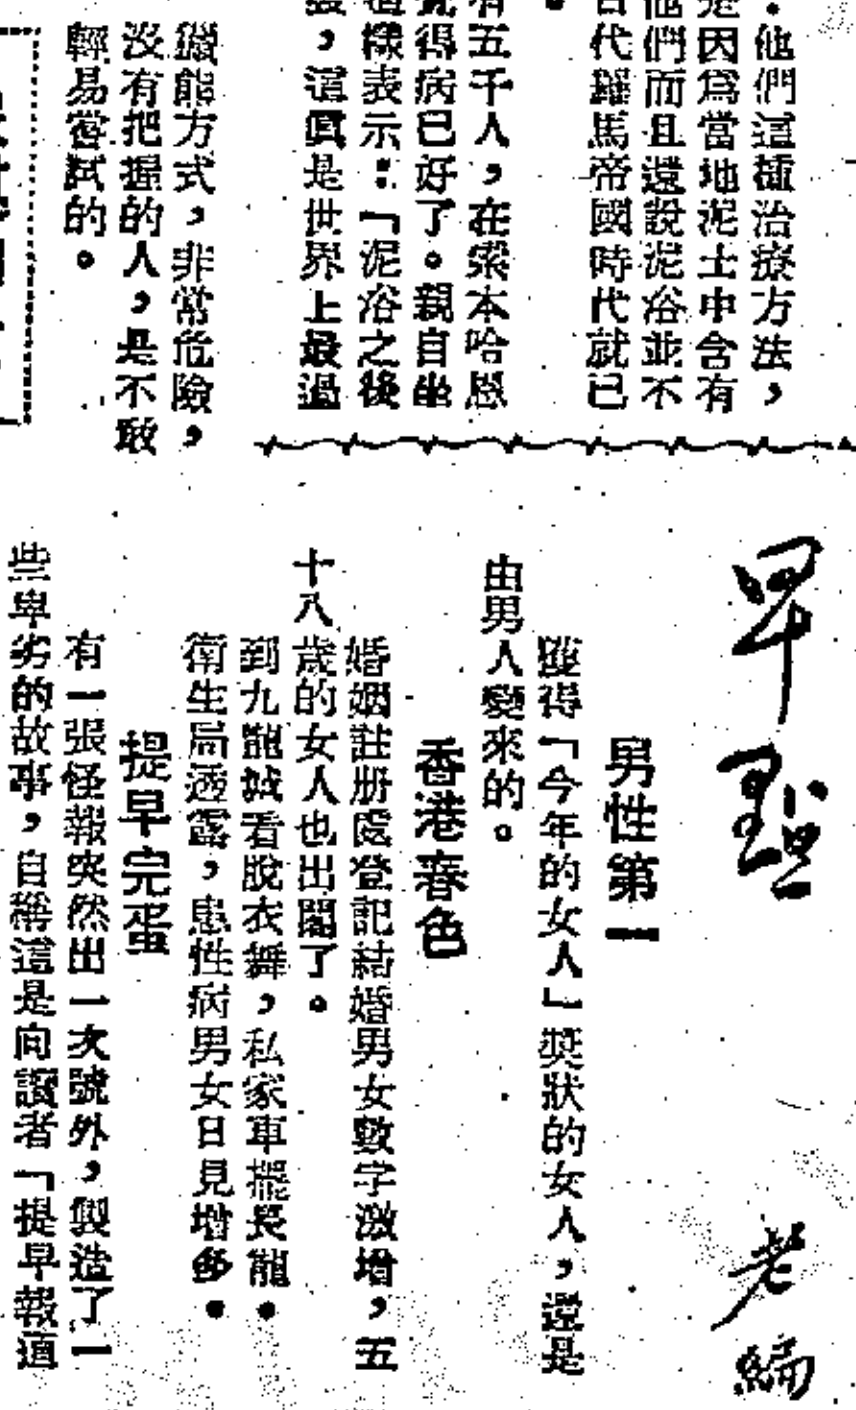 他們這種治療方法，
是因為當地泥土中含有
他們而且還說泥浴並不
古代羅馬帝國時代就已
有五千人，在索本哈恩
覺得病已好了。親自坐
這樣表示：「泥浴之後
，這眞是世界上最過
獵熊方式，非常危險，
沒有把握的人，是不敢
輕易嘗試的。
早點
老編
男性第一
獲得「今年的女人」獎狀的女人，還是
由男人變來的。
香港春色
婚姻註册處登記結婚男女數字激增，五
十八歲的女人也出閣了。
到九龍城看脫衣舞，私家車擺長龍．
衛生局透露，患性病男女日見增多．
提早完蛋
有一張怪報突然出一次號外，製造了一
些卑劣的故事，自稱這是向讀者「提早報道